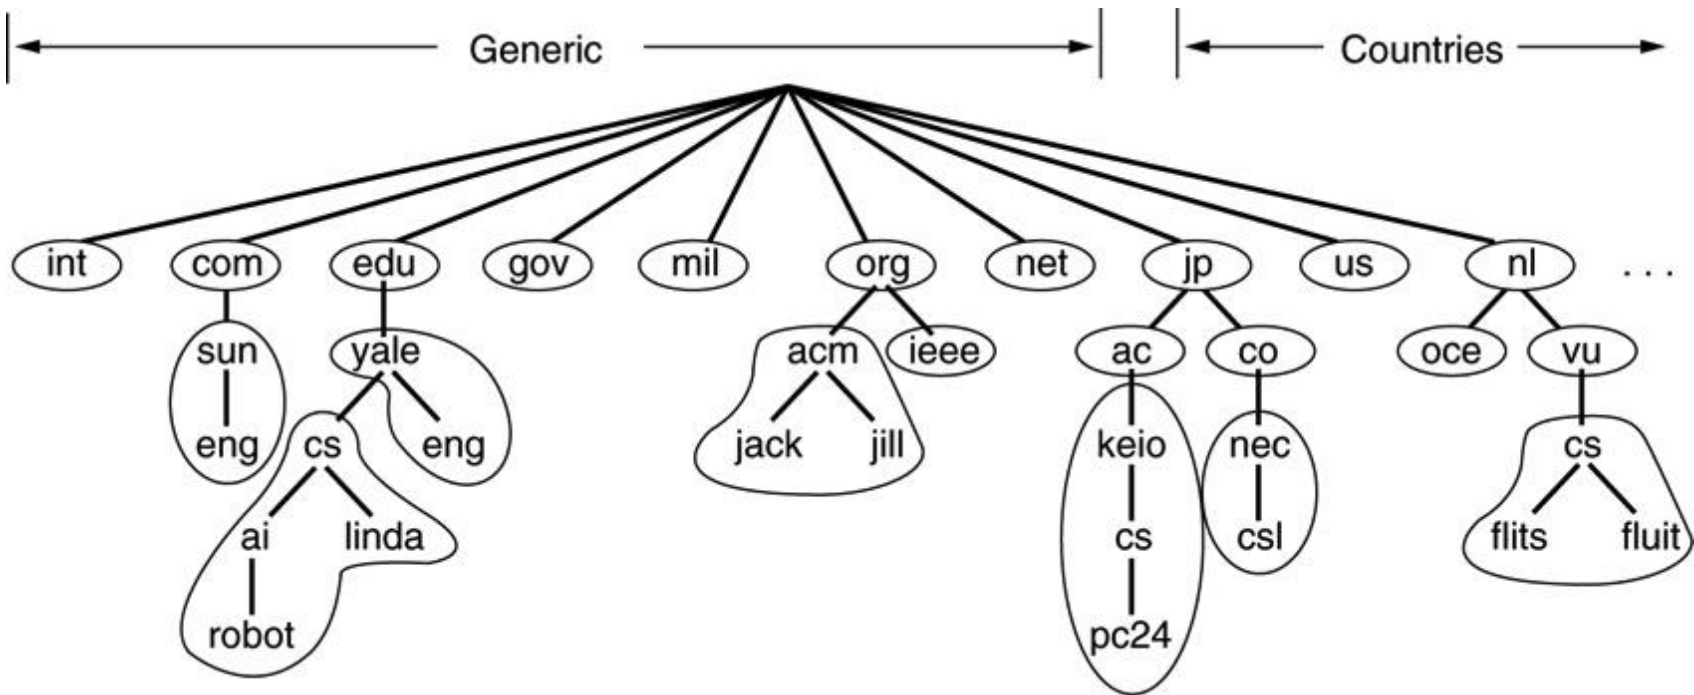 Generic Countries
int com edu gov mil org net jp us nl . . .
sun yale acm ieee ac co oce vu
eng cs eng jack jill keio nec cs
ai linda cs csl flits fluit
robot pc24